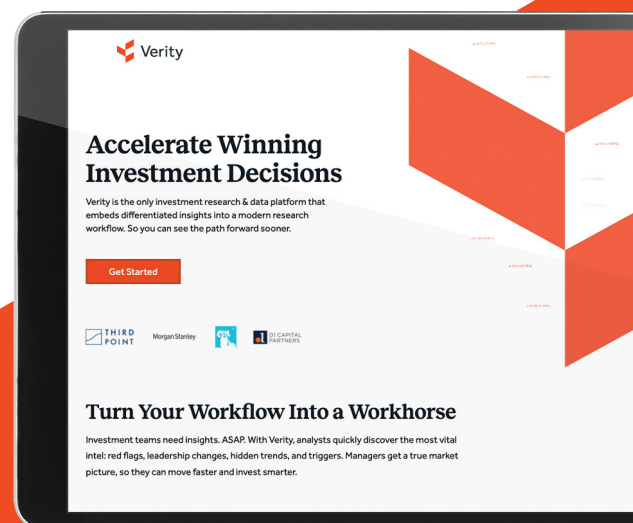 Verity
Accelerate Winning
Investment Decisions
Verity is the only investment research & data platform that
embeds differentiated insights into a modern research
workflow. So you can see the path forward sooner.
Get Started
THIRD
POINT
Morgan Stanley
D1 CAPITAL
PARTNERS
Turn Your Workflow Into a Workhorse
Investment teams need insights. ASAP. With Verity, analysts quickly discover the most vital
intel: red flags, leadership changes, hidden trends, and triggers. Managers get a true market
picture, so they can move faster and invest smarter.